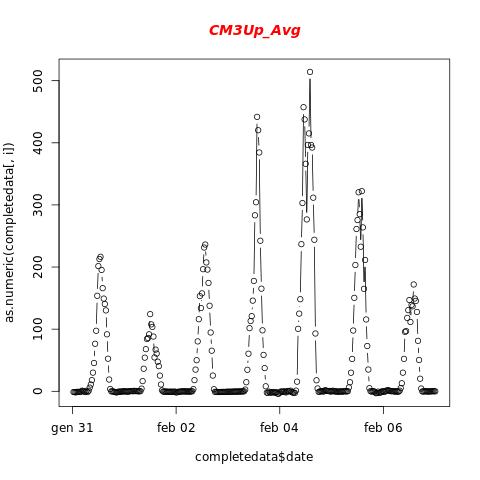 CM3Up_Avg
as.numeric(completedata[, i])
500
400
300
200
100
0
gen 31
feb 02
feb 04
feb 06
completedata$date